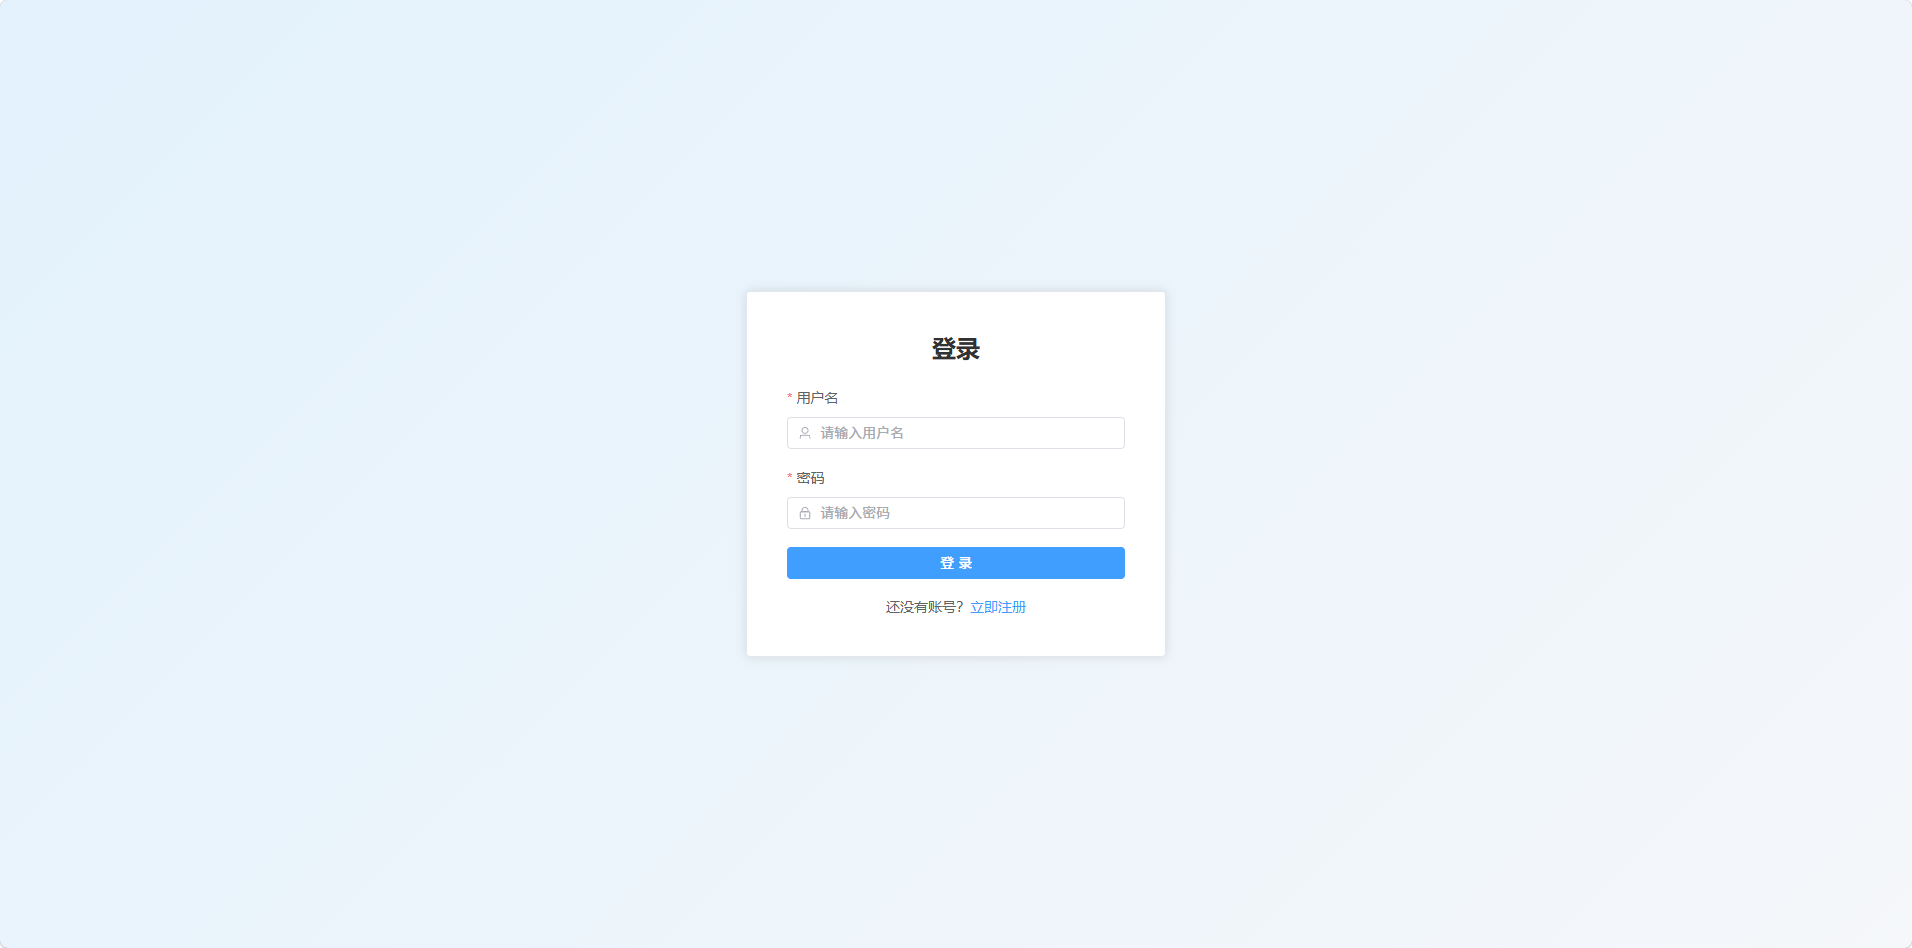 登录
* 用户名
请输入用户名
* 密码
请输入密码
登 录
还没有账号? 立即注册